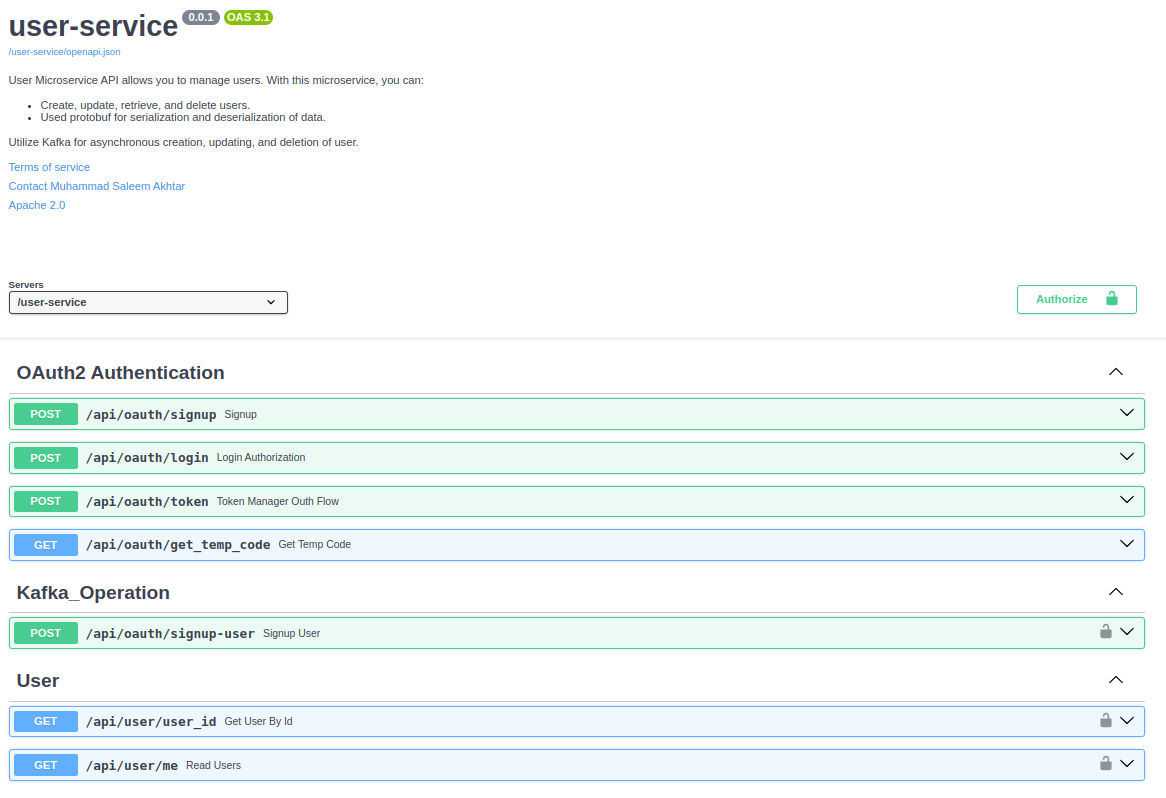 user-service 0.0.1 OAS 3.1
/user-service/openapi.json
User Microservice API allows you to manage users. With this microservice, you can:
• Create, update, retrieve, and delete users.
• Used protobuf for serialization and deserialization of data.
Utilize Kafka for asynchronous creation, updating, and deletion of user.
Terms of service
Contact Muhammad Saleem Akhtar
Apache 2.0
Servers
/user-service
Authorize
OAuth2 Authentication
POST /api/oauth/signup Signup
POST /api/oauth/login Login Authorization
POST /api/oauth/token Token Manager Outh Flow
GET /api/oauth/get_temp_code Get Temp Code
Kafka_Operation
POST /api/oauth/signup-user Signup User
User
GET /api/user/user_id Get User By Id
GET /api/user/me Read Users